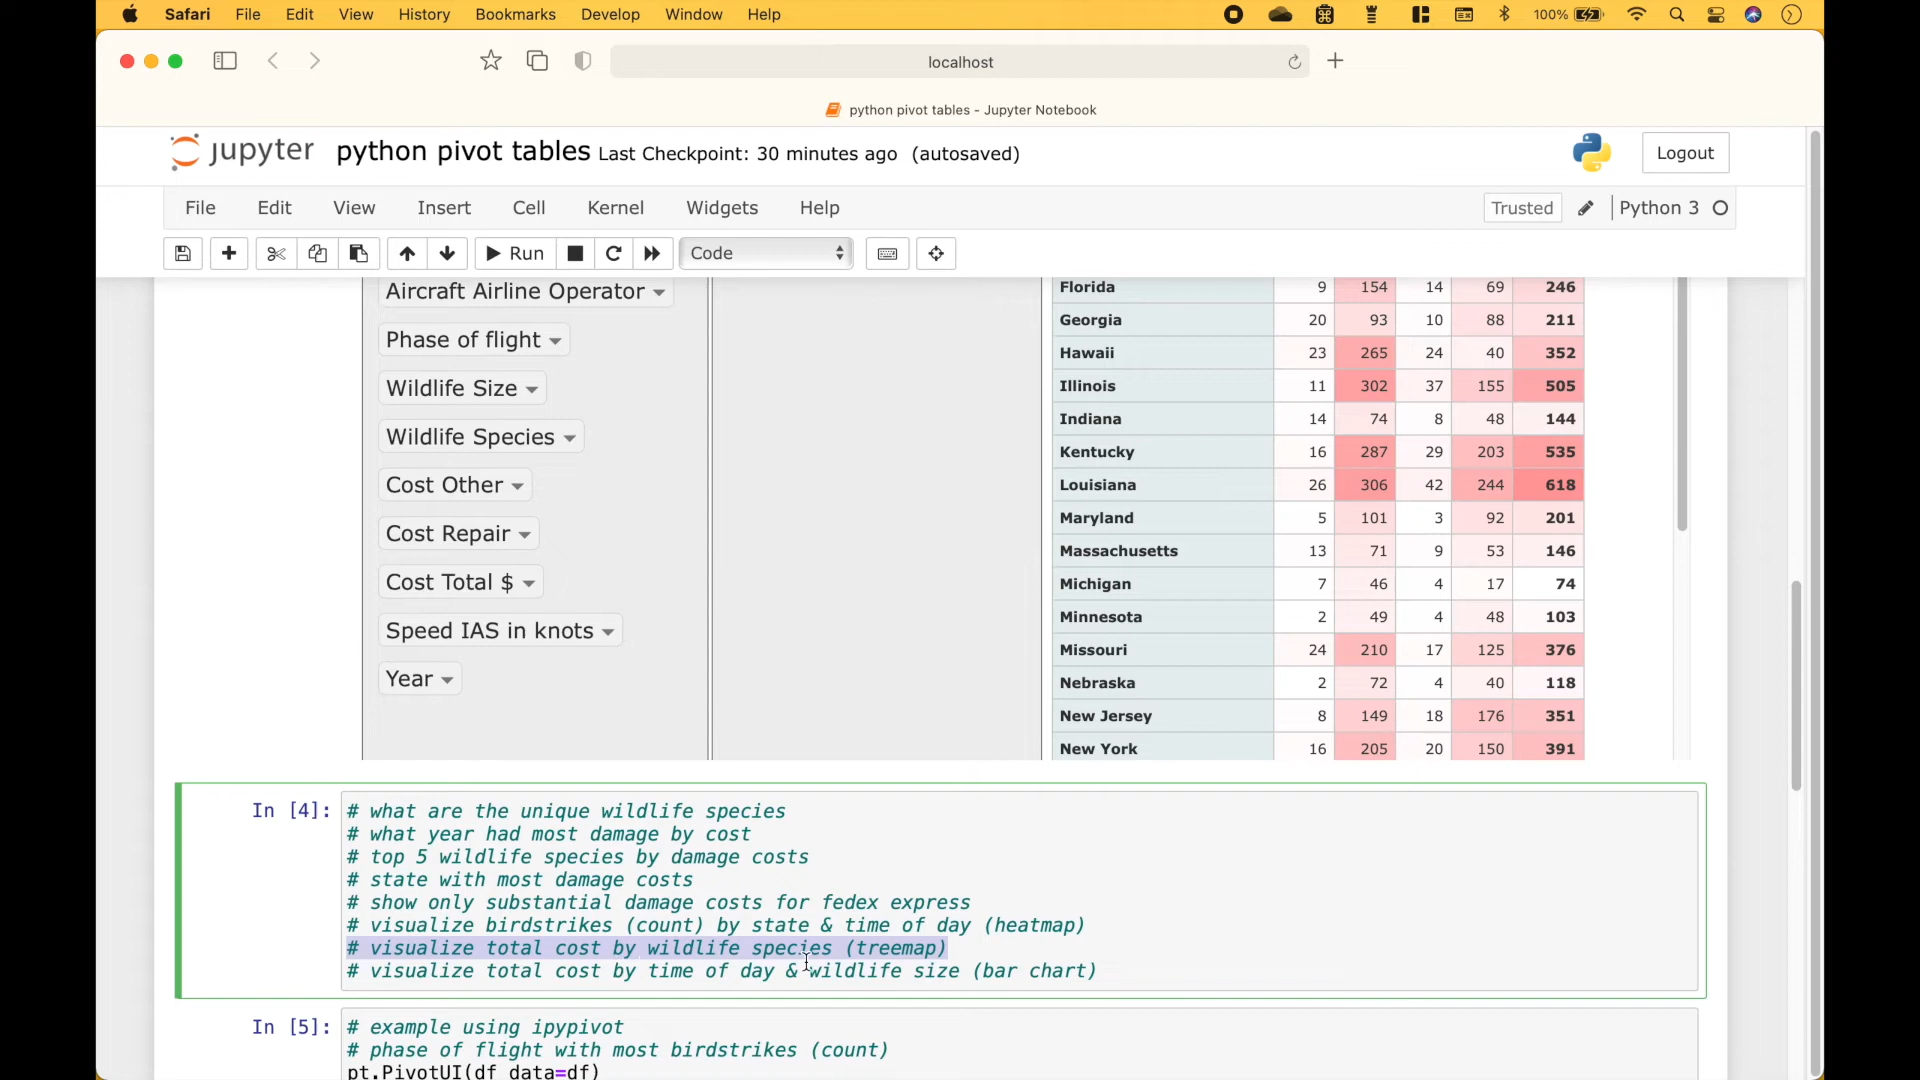 Safari File Edit View History Bookmarks Develop Window Help 100%
localhost
python pivot tables - Jupyter Notebook
jupyter python pivot tables Last Checkpoint: 30 minutes ago (autosaved) Logout
File Edit View Insert Cell Kernel Widgets Help Trusted Python 3
Run Code
Aircraft Airline Operator
Phase of flight
Wildlife Size
Wildlife Species
Cost Other
Cost Repair
Cost Total $
Speed IAS in knots
Year
Florida 9 154 14 69 246
Georgia 20 93 10 88 211
Hawaii 23 265 24 40 352
Illinois 11 302 37 155 505
Indiana 14 74 8 48 144
Kentucky 16 287 29 203 535
Louisiana 26 306 42 244 618
Maryland 5 101 3 92 201
Massachusetts 13 71 9 53 146
Michigan 7 46 4 17 74
Minnesota 2 49 4 48 103
Missouri 24 210 17 125 376
Nebraska 2 72 4 40 118
New Jersey 8 149 18 176 351
New York 16 205 20 150 391
In [4]: # what are the unique wildlife species
# what year had most damage by cost
# top 5 wildlife species by damage costs
# state with most damage costs
# show only substantial damage costs for fedex express
# visualize birdstrikes (count) by state & time of day (heatmap)
# visualize total cost by wildlife species (treemap)
# visualize total cost by time of day & wildlife size (bar chart)
In [5]: # example using ipypivot
# phase of flight with most birdstrikes (count)
pt.PivotUI(df_data=df)